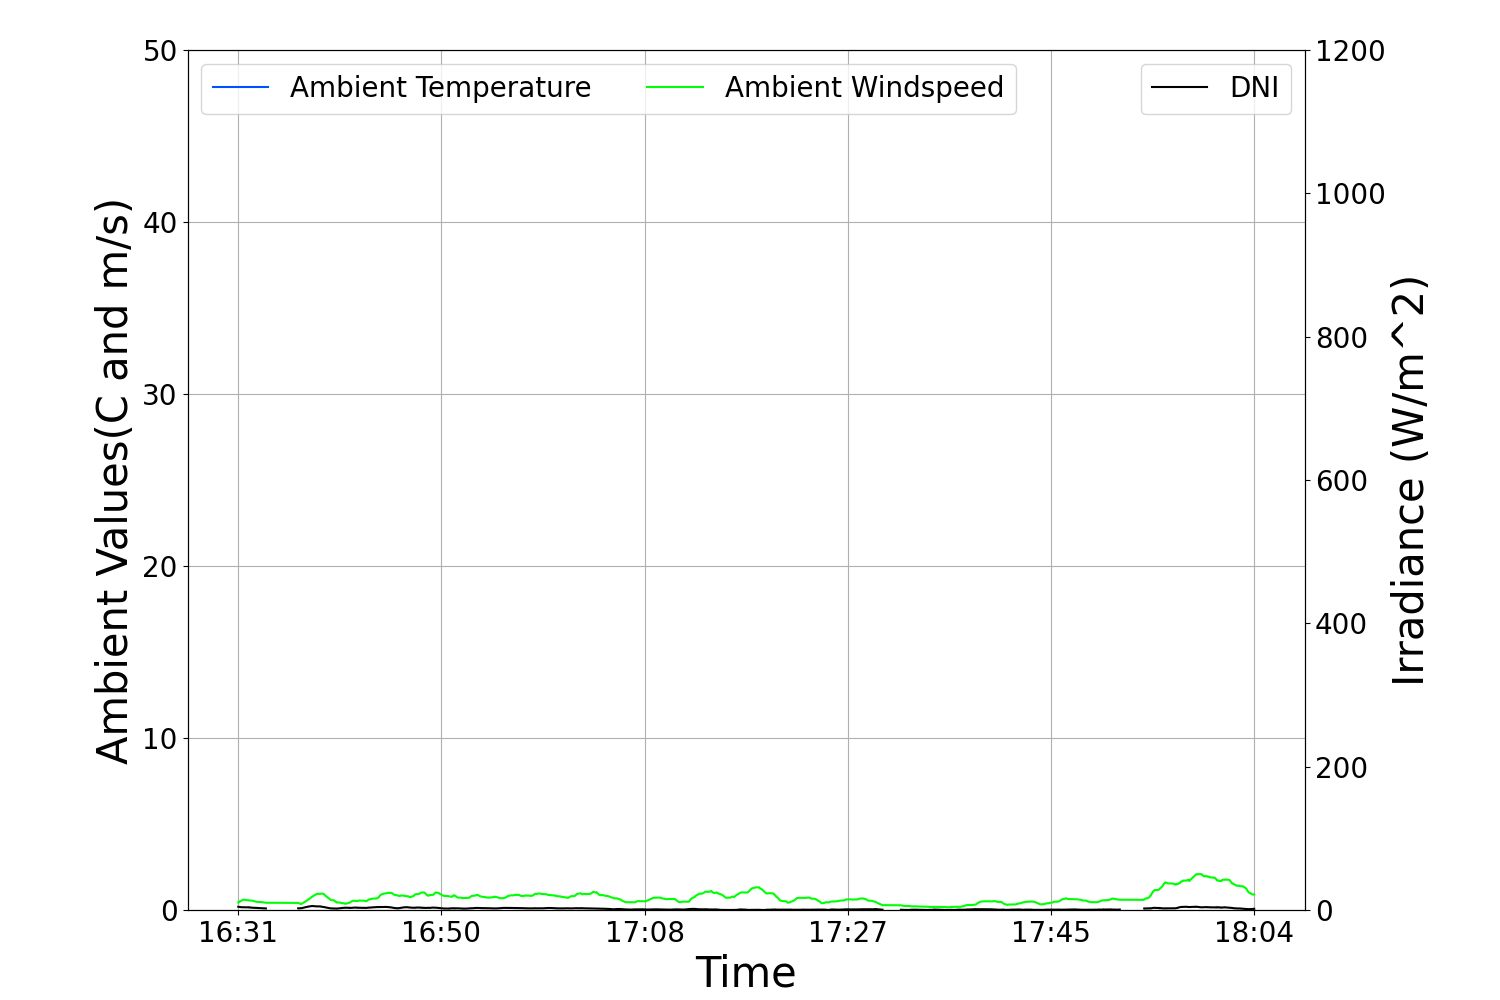 Ambient Temperature Ambient Windspeed DNI
50
40
30
20
10
0
Ambient Values(C and m/s)
1200
1000
800
600
400
200
0
Irradiance (W/m^2)
16:31 16:50 17:08 17:27 17:45 18:04
Time